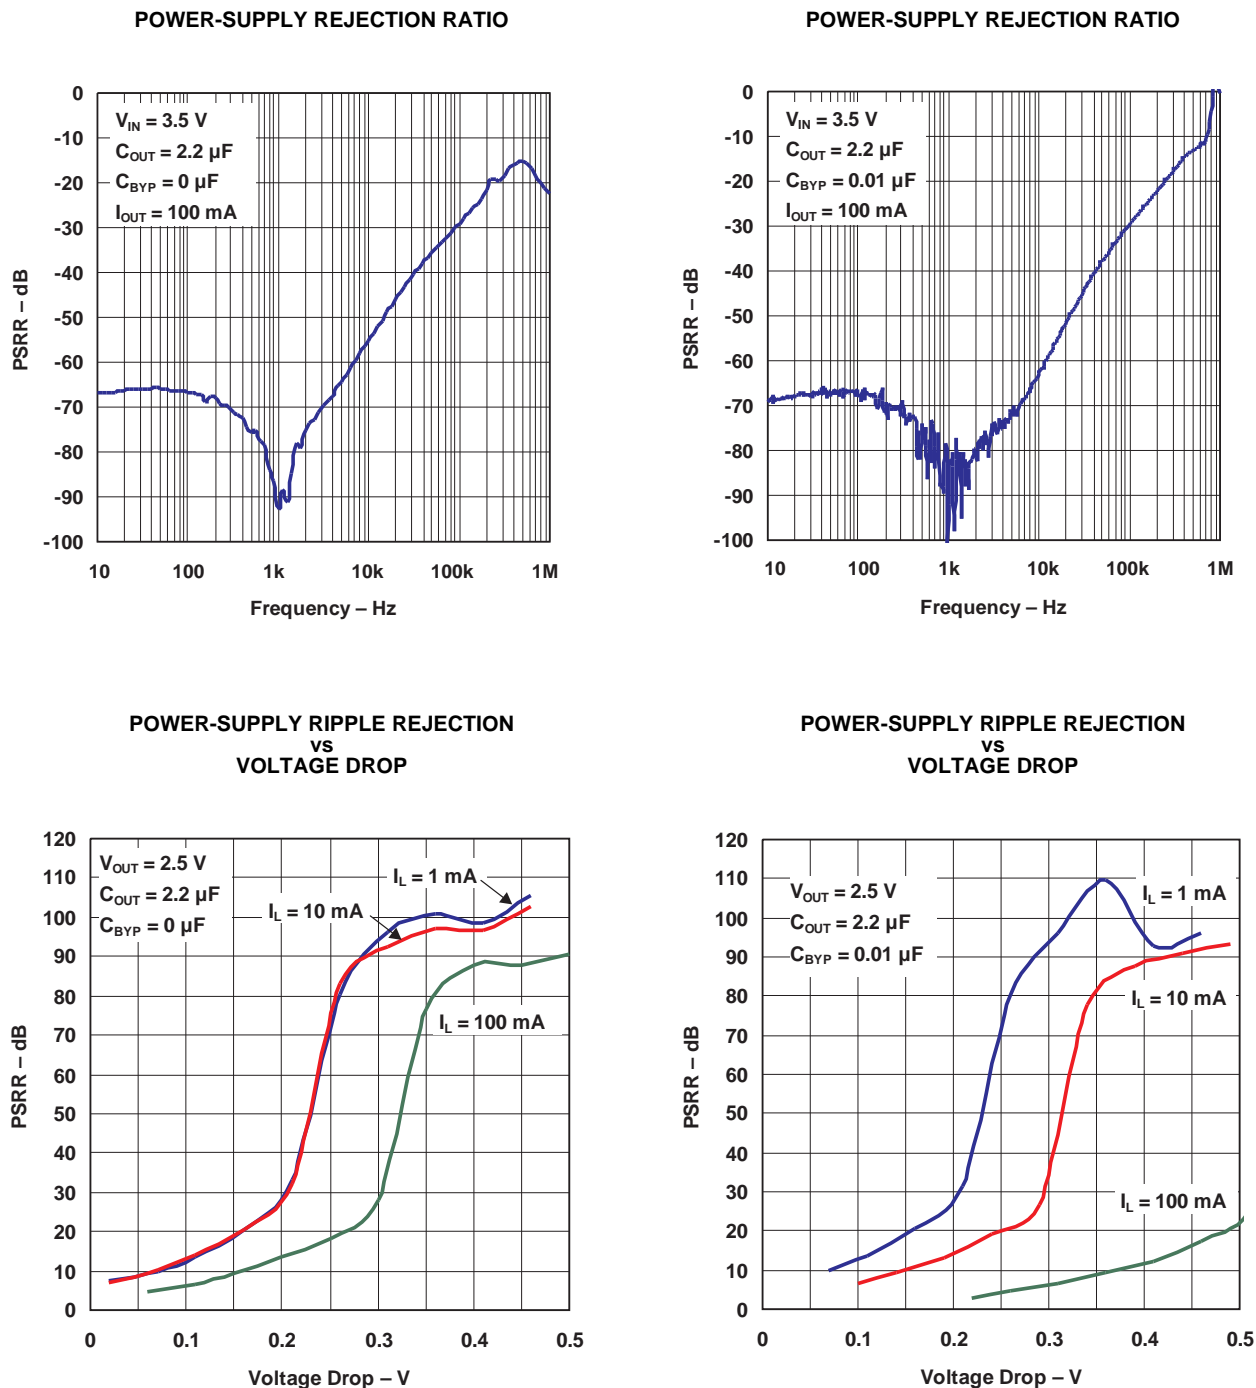 POWER-SUPPLY REJECTION RATIO
0
-10
-20
-30
-40
-50
-60
-70
-80
-90
-100
PSRR – dB
V_IN = 3.5 V
C_OUT = 2.2 µF
C_BYP = 0 µF
I_OUT = 100 mA
10
100
1k
10k
100k
1M
Frequency – Hz
POWER-SUPPLY REJECTION RATIO
0
-10
-20
-30
-40
-50
-60
-70
-80
-90
-100
PSRR – dB
V_IN = 3.5 V
C_OUT = 2.2 µF
C_BYP = 0.01 µF
I_OUT = 100 mA
10
100
1k
10k
100k
1M
Frequency – Hz
POWER-SUPPLY RIPPLE REJECTION
vs
VOLTAGE DROP
120
110
100
90
80
70
60
50
40
30
20
10
0
PSRR – dB
V_OUT = 2.5 V
C_OUT = 2.2 µF
C_BYP = 0 µF
I_L = 1 mA
I_L = 10 mA
I_L = 100 mA
0
0.1
0.2
0.3
0.4
0.5
Voltage Drop – V
POWER-SUPPLY RIPPLE REJECTION
vs
VOLTAGE DROP
120
110
100
90
80
70
60
50
40
30
20
10
0
PSRR – dB
V_OUT = 2.5 V
C_OUT = 2.2 µF
C_BYP = 0.01 µF
I_L = 1 mA
I_L = 10 mA
I_L = 100 mA
0
0.1
0.2
0.3
0.4
0.5
Voltage Drop – V